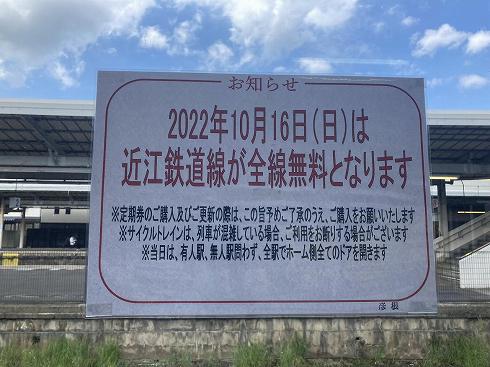 お知らせ
2022年10月16日(日)は
近江鉄道線が全線無料となります
※定期券のご購入及びご更新の際は、この旨予めご了承のうえ、ご購入をお願いいたします
※サイクルトレインは、列車が混雑している場合、ご利用をお断りする場合がございます
※当日は、有人駅、無人駅問わず、全駅でホーム側全てのドアを開きます
彦根